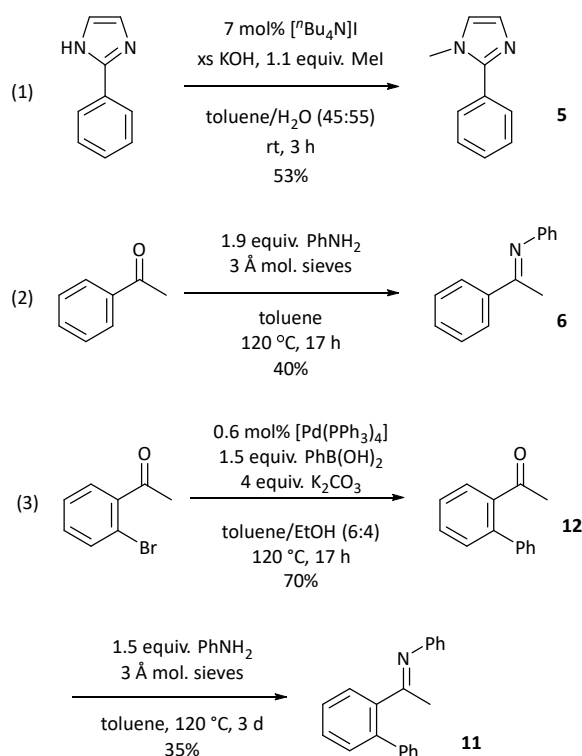 7 mol% [ⁿBu₄N]I
xs KOH, 1.1 equiv. MeI
(1)
HN
N
toluene/H₂O (45:55)
rt, 3 h
53%
N
N
5
1.9 equiv. PhNH₂
3 Å mol. sieves
(2)
O
toluene
120 °C, 17 h
40%
N
Ph
6
0.6 mol% [Pd(PPh₃)₄]
1.5 equiv. PhB(OH)₂
4 equiv. K₂CO₃
(3)
O
Br
toluene/EtOH (6:4)
120 °C, 17 h
70%
O
Ph
12
1.5 equiv. PhNH₂
3 Å mol. sieves
toluene, 120 °C, 3 d
35%
N
Ph
Ph
11